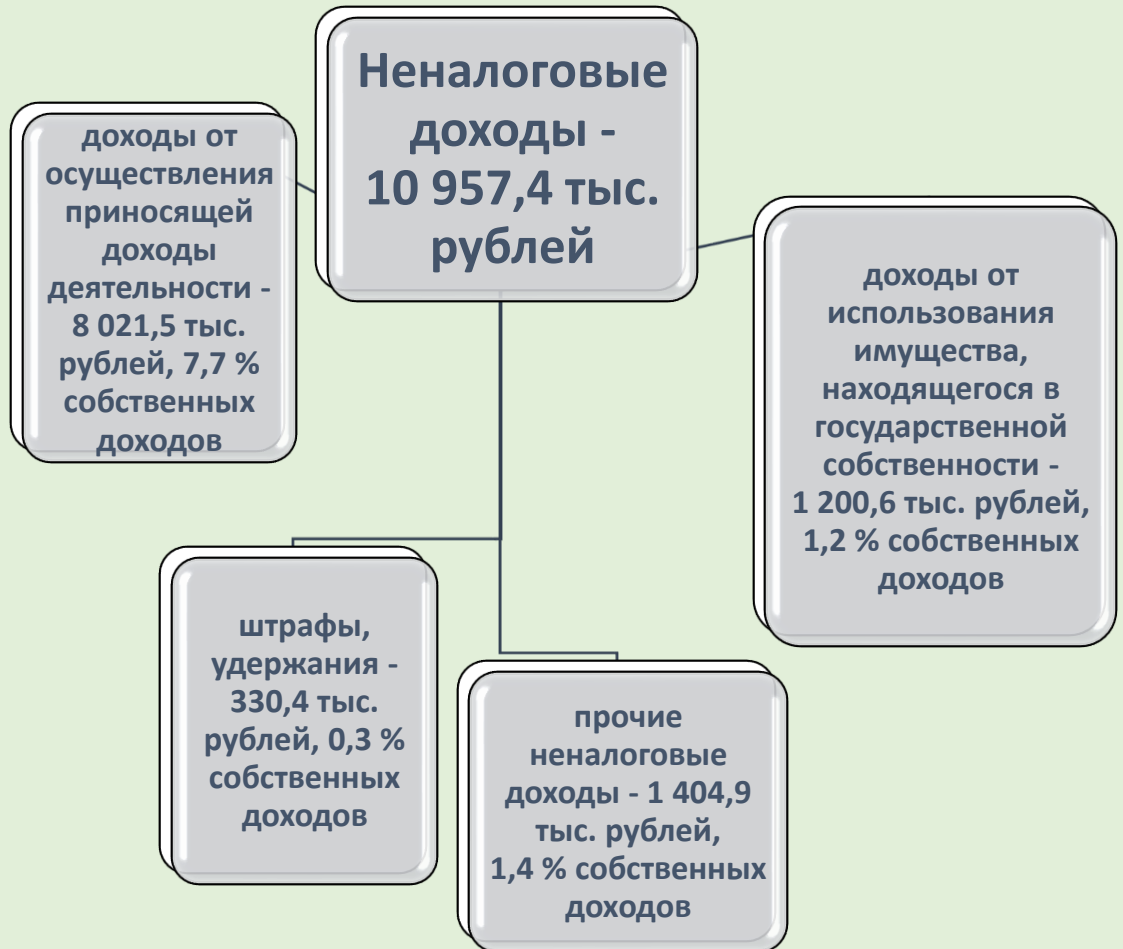 Неналоговые
доходы -
10 957,4 тыс.
рублей
доходы от
осуществления
приносящей
доходы
деятельности -
8 021,5 тыс.
рублей, 7,7 %
собственных
доходов
доходы от
использования
имущества,
находящегося в
государственной
собственности -
1 200,6 тыс. рублей,
1,2 % собственных
доходов
штрафы,
удержания -
330,4 тыс.
рублей, 0,3 %
собственных
доходов
прочие
неналоговые
доходы - 1 404,9
тыс. рублей,
1,4 % собственных
доходов